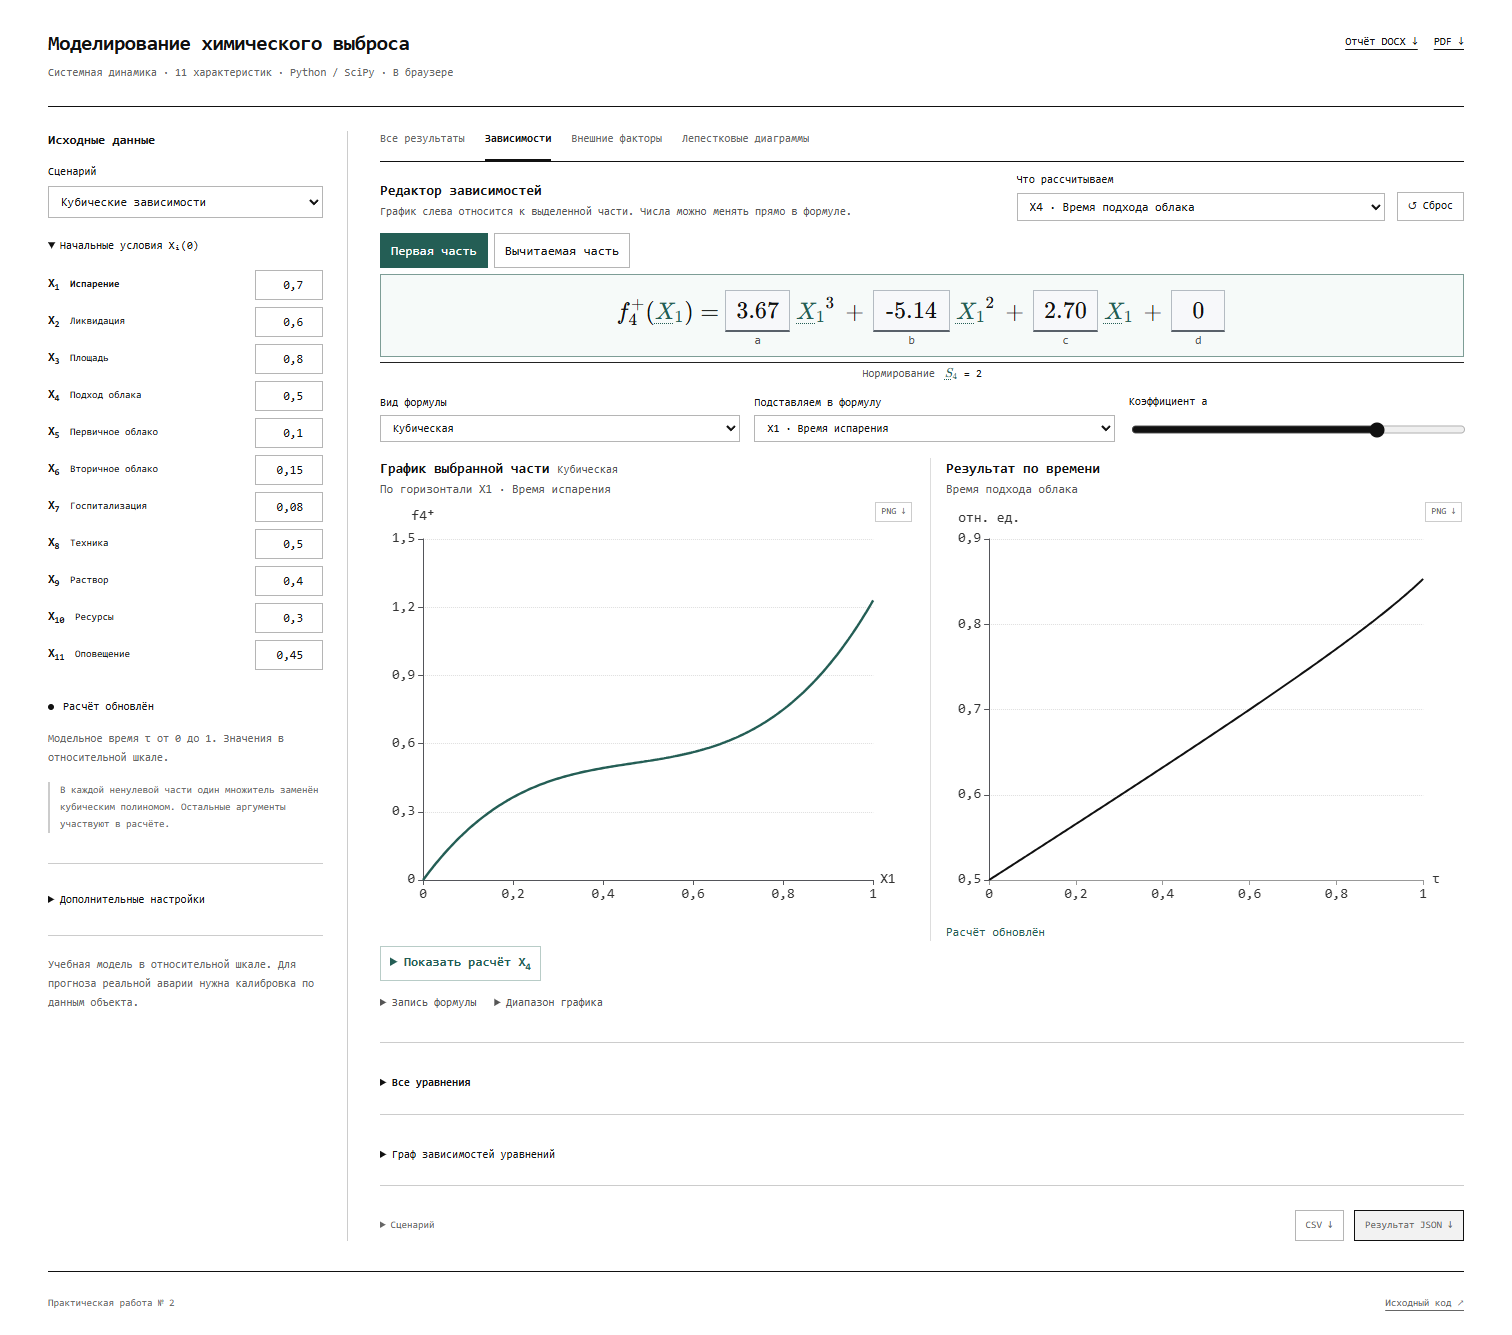 Моделирование химического выброса
Отчёт DOCX ↓ PDF ↓
Системная динамика · 11 характеристик · Python / SciPy · В браузере
Исходные данные
Сценарий
Кубические зависимости
▼ Начальные условия Xᵢ(0)
X₁ Испарение 0,7
X₂ Ликвидация 0,6
X₃ Площадь 0,8
X₄ Подход облака 0,5
X₅ Первичное облако 0,1
X₆ Вторичное облако 0,15
X₇ Госпитализация 0,08
X₈ Техника 0,5
X₉ Раствор 0,4
X₁₀ Ресурсы 0,3
X₁₁ Оповещение 0,45
● Расчёт обновлён
Модельное время τ от 0 до 1. Значения в
относительной шкале.
В каждой ненулевой части один множитель заменён
кубическим полиномом. Остальные аргументы
участвуют в расчёте.
▶ Дополнительные настройки
Учебная модель в относительной шкале. Для
прогноза реальной аварии нужна калибровка по
данным объекта.
Все результаты Зависимости Внешние факторы Лепестковые диаграммы
Редактор зависимостей
График слева относится к выделенной части. Числа можно менять прямо в формуле.
Что рассчитываем
X4 · Время подхода облака
↺ Сброс
Первая часть Вычитаемая часть
f₄⁺(X₁) = 3.67 X₁³ + -5.14 X₁² + 2.70 X₁ + 0
a b c d
Нормирование S₄ = 2
Вид формулы
Кубическая
Подставляем в формулу
X1 · Время испарения
Коэффициент a
График выбранной части Кубическая
По горизонтали X1 · Время испарения
PNG ↓
f4⁺
1,5
1,2
0,9
0,6
0,3
0
0 0,2 0,4 0,6 0,8 1
X1
Результат по времени
Время подхода облака
PNG ↓
отн. ед.
0,9
0,8
0,7
0,6
0,5
0 0,2 0,4 0,6 0,8 1
τ
Расчёт обновлён
▶ Показать расчёт X₄
▶ Запись формулы ▶ Диапазон графика
▶ Все уравнения
▶ Граф зависимостей уравнений
▶ Сценарий
CSV ↓ Результат JSON ↓
Практическая работа № 2
Исходный код ↗